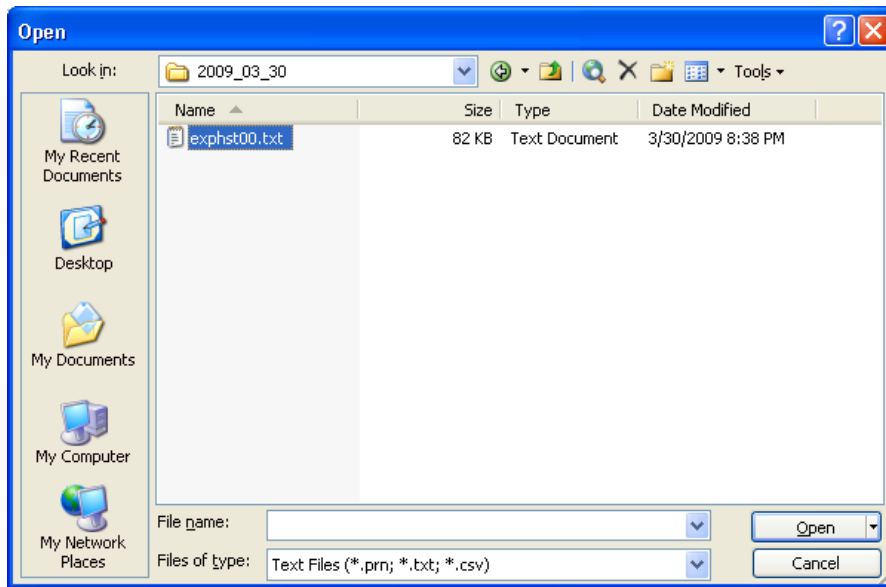 Open
Look in:
2009_03_30
Tools
Name Size Type Date Modified
exphst00.txt 82 KB Text Document 3/30/2009 8:38 PM
My Recent
Documents
Desktop
My Documents
My Computer
My Network
Places
File name:
Open
Files of type: Text Files (*.prn; *.txt; *.csv)
Cancel